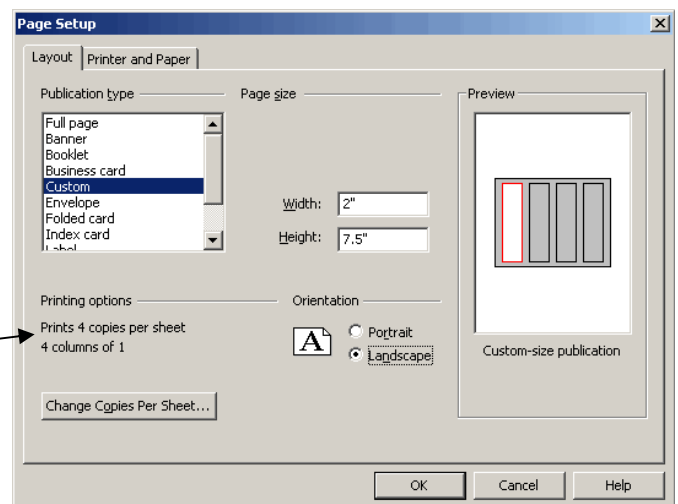 Page Setup
Layout
Printer and Paper
Publication type
Page size
Preview
Full page
Banner
Booklet
Business card
Custom
Envelope
Folded card
Index card
Label
Width: 2"
Height: 7.5"
Printing options
Orientation
Prints 4 copies per sheet
4 columns of 1
A
Portrait
Landscape
Custom-size publication
Change Copies Per Sheet...
OK
Cancel
Help